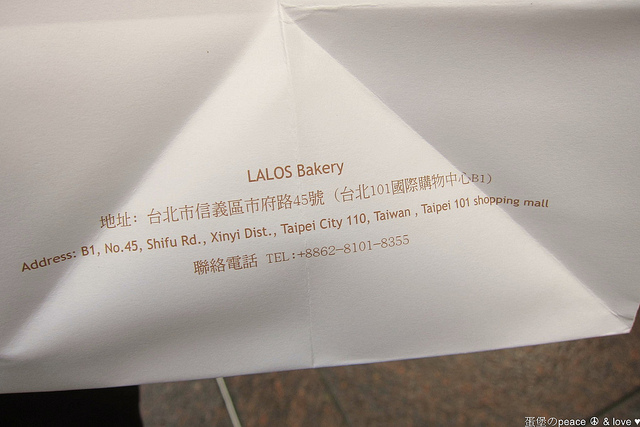 LALOS Bakery
地址: 台北市信義區市府路45號 (台北101國際購物中心B1)
Address: B1, No.45, Shifu Rd., Xinyi Dist., Taipei City 110, Taiwan , Taipei 101 shopping mall
聯絡電話 TEL:+8862-8101-8355
蛋堡のpeace ☮ & love ♥